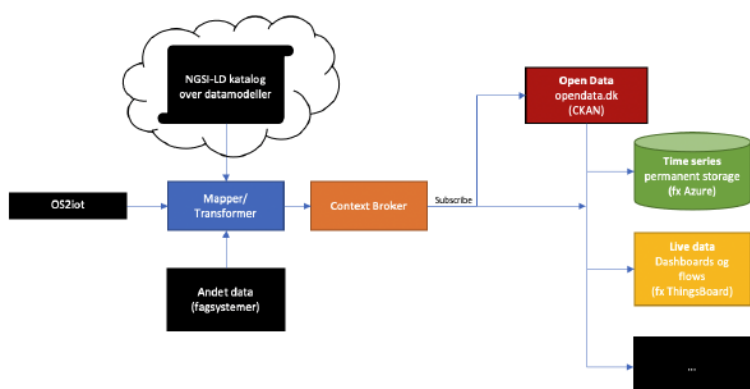 NGSI-LD katalog
over datamodeller
Open Data
opendata.dk
(CKAN)
Time series
permanent storage
(fx Azure)
OS2iot
Mapper/
Transformer
Context Broker
Subscribe
Live data
Dashboards og
flows
(fx ThingsBoard)
Andet data
(fagsystemer)
...